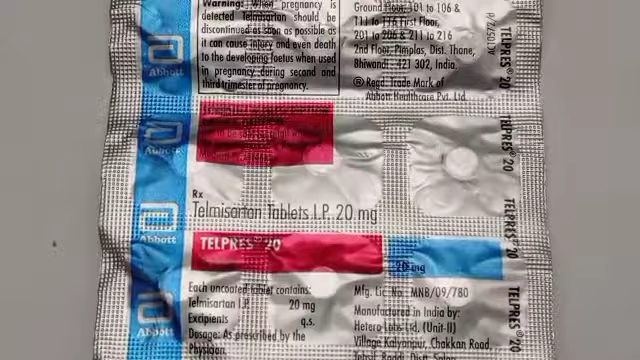 Warning: When pregnancy is
detected Telmisartan should be
discontinued as soon as possible as
it can cause injury and even death
to the developing foetus when used
in pregnancy during second and
third trimester of pregnancy.
Ground Floor, 101 to 106 &
T11 to 116 First Floor,
201 to 206 & 211 to 216
2nd Floor, Pimplas, Dist. Thane,
Bhiwandi - 421 302, India.
® Regd. Trade Mark of
Abbott Healthcare Pvt. Ltd.
Abbott
Abbott
Abbott
Abbott
Rx
Telmisartan Tablets I.P. 20 mg
TELPRES® 20
20 mg
Each uncoated tablet contains:
Telmisartan I.P. 20 mg
Excipients q.s.
Dosage: As prescribed by the
Physician.
Mfg. Lic. No.: MNB/09/780
Manufactured in India by:
Hetero Labs Ltd. (Unit-II)
Village Kalyanpur, Chakkan Road,
TELPRES® 20
TELPRES® 20
TELPRES® 20
TELPRES® 20